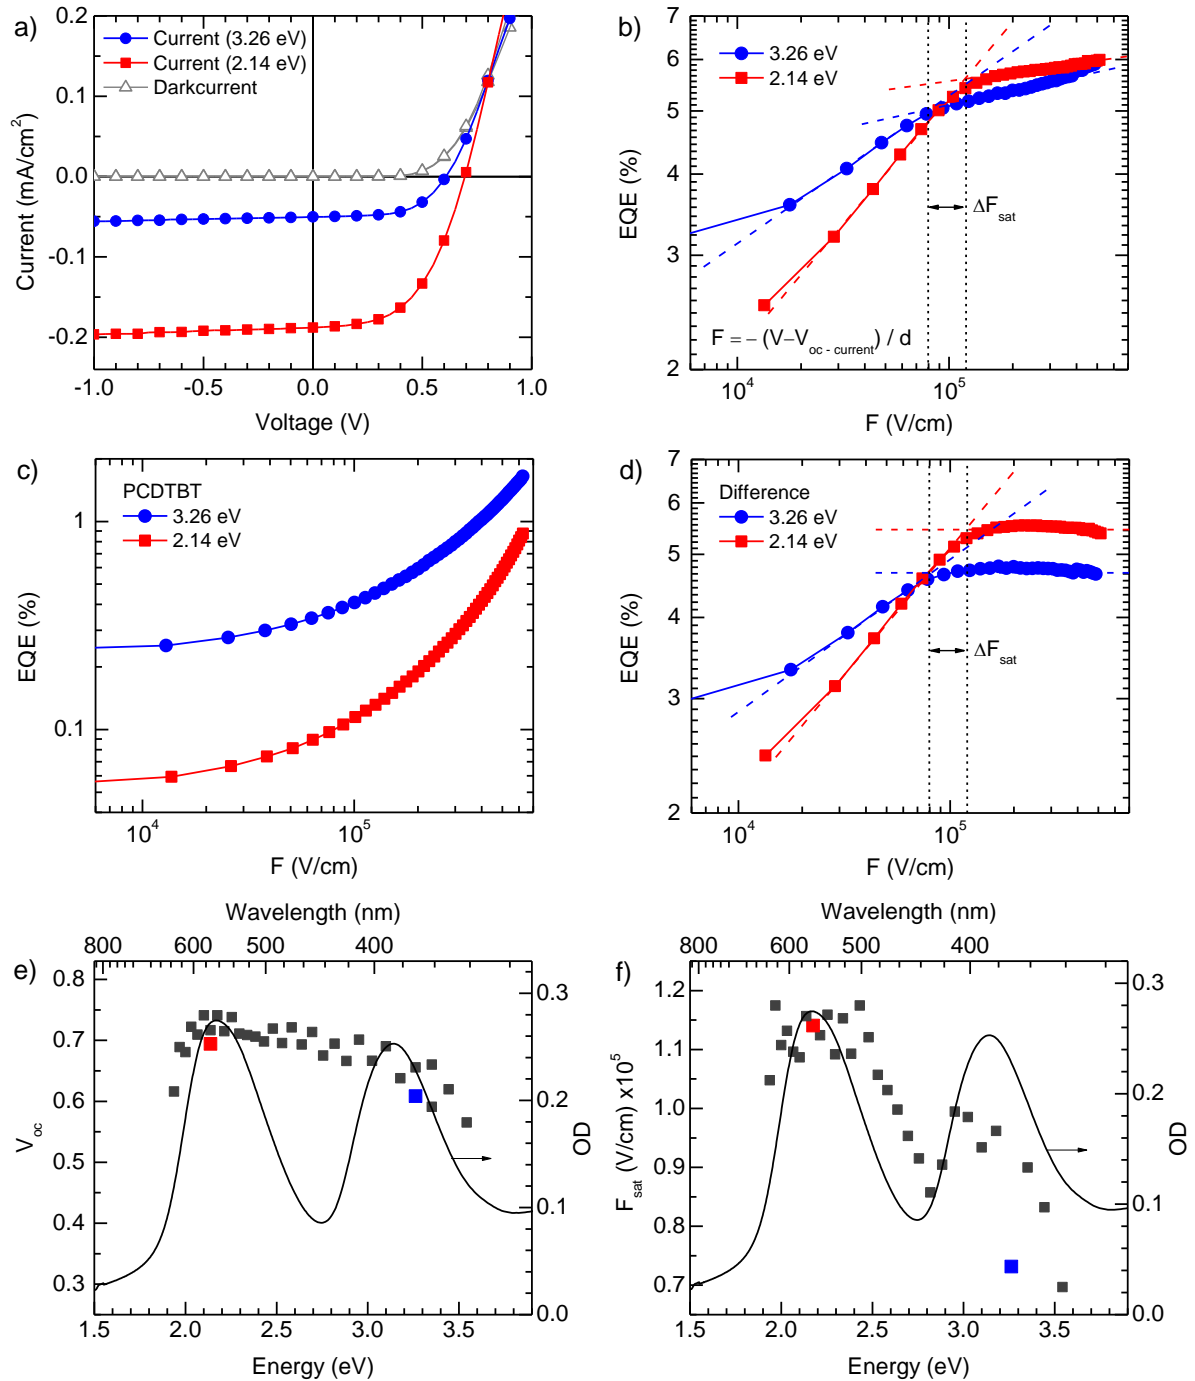 a)
Current (3.26 eV)
Current (2.14 eV)
Darkcurrent
0.2
0.1
0.0
-0.1
-0.2
Current (mA/cm²)
-1.0 -0.5 0.0 0.5 1.0
Voltage (V)
b)
3.26 eV
2.14 eV
7
6
5
4
3
2
EQE (%)
ΔF_sat
F = – (V–V_oc - current) / d
10⁴ 10⁵
F (V/cm)
c)
PCDTBT
3.26 eV
2.14 eV
1
0.1
EQE (%)
10⁴ 10⁵
F (V/cm)
d)
Difference
3.26 eV
2.14 eV
7
6
5
4
3
2
EQE (%)
ΔF_sat
10⁴ 10⁵
F (V/cm)
Wavelength (nm)
800 600 500 400
e)
0.8
0.7
0.6
0.5
0.4
0.3
V_oc
0.3
0.2
0.1
0.0
OD
1.5 2.0 2.5 3.0 3.5
Energy (eV)
Wavelength (nm)
800 600 500 400
f)
1.2
1.1
1.0
0.9
0.8
0.7
F_sat (V/cm) x10⁵
0.3
0.2
0.1
0.0
OD
1.5 2.0 2.5 3.0 3.5
Energy (eV)